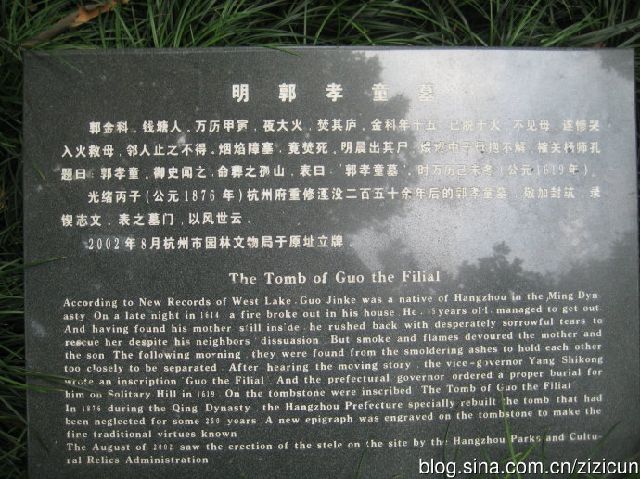 明郭孝童墓
郭金科，钱塘人，万历甲寅，夜大火，焚其庐，金科年十五，已脱于火，不见母，遂惨哭
入火救母，邻人止之不得，烟焰障塞，竟焚死，明晨出其尸，母相抱不解，杨师孔
题曰：郭孝童，御史闻之，命葬之孤山，表曰：“郭孝童墓”，时万历己未冬（公元1619年）。
光绪丙子（公元1876年）杭州府重修湮没二百五十余年后的郭孝童墓，敬加封筑，录
锓志文，表之墓门，以风世云。
2002年8月杭州市园林文物局于原址立碑。
The Tomb of Guo the Filial
According to New Records of West Lake, Guo Jinke was a native of Hangzhou in the Ming Dyn-
asty. On a late night in 1614, a fire broke out in his house. He, 15 years old, managed to get out.
And having found his mother still inside, he rushed back with desperately sorrowful tears to
rescue her despite his neighbors' dissuasion. But smoke and flames devoured the mother and
the son. The following morning, they were found from the smoldering ashes to hold each other
too closely to be separated. After hearing the moving story, the vice-governor Yang Shikong
wrote an inscription "Guo the Filial". And the prefectural governor ordered a proper burial for
him on Solitary Hill in 1619. On the tombstone were inscribed "The Tomb of Guo the Filial".
In 1876 during the Qing Dynasty, the Hangzhou Prefecture specially rebuilt the tomb that had
been neglected for some 250 years. A new epigraph was engraved on the tombstone to make the
fine traditional virtues known.
The August of 2002 saw the erection of the stele on the site by the Hangzhou Parks and Cultu-
ral Relics Administration
blog.sina.com.cn/zizicun